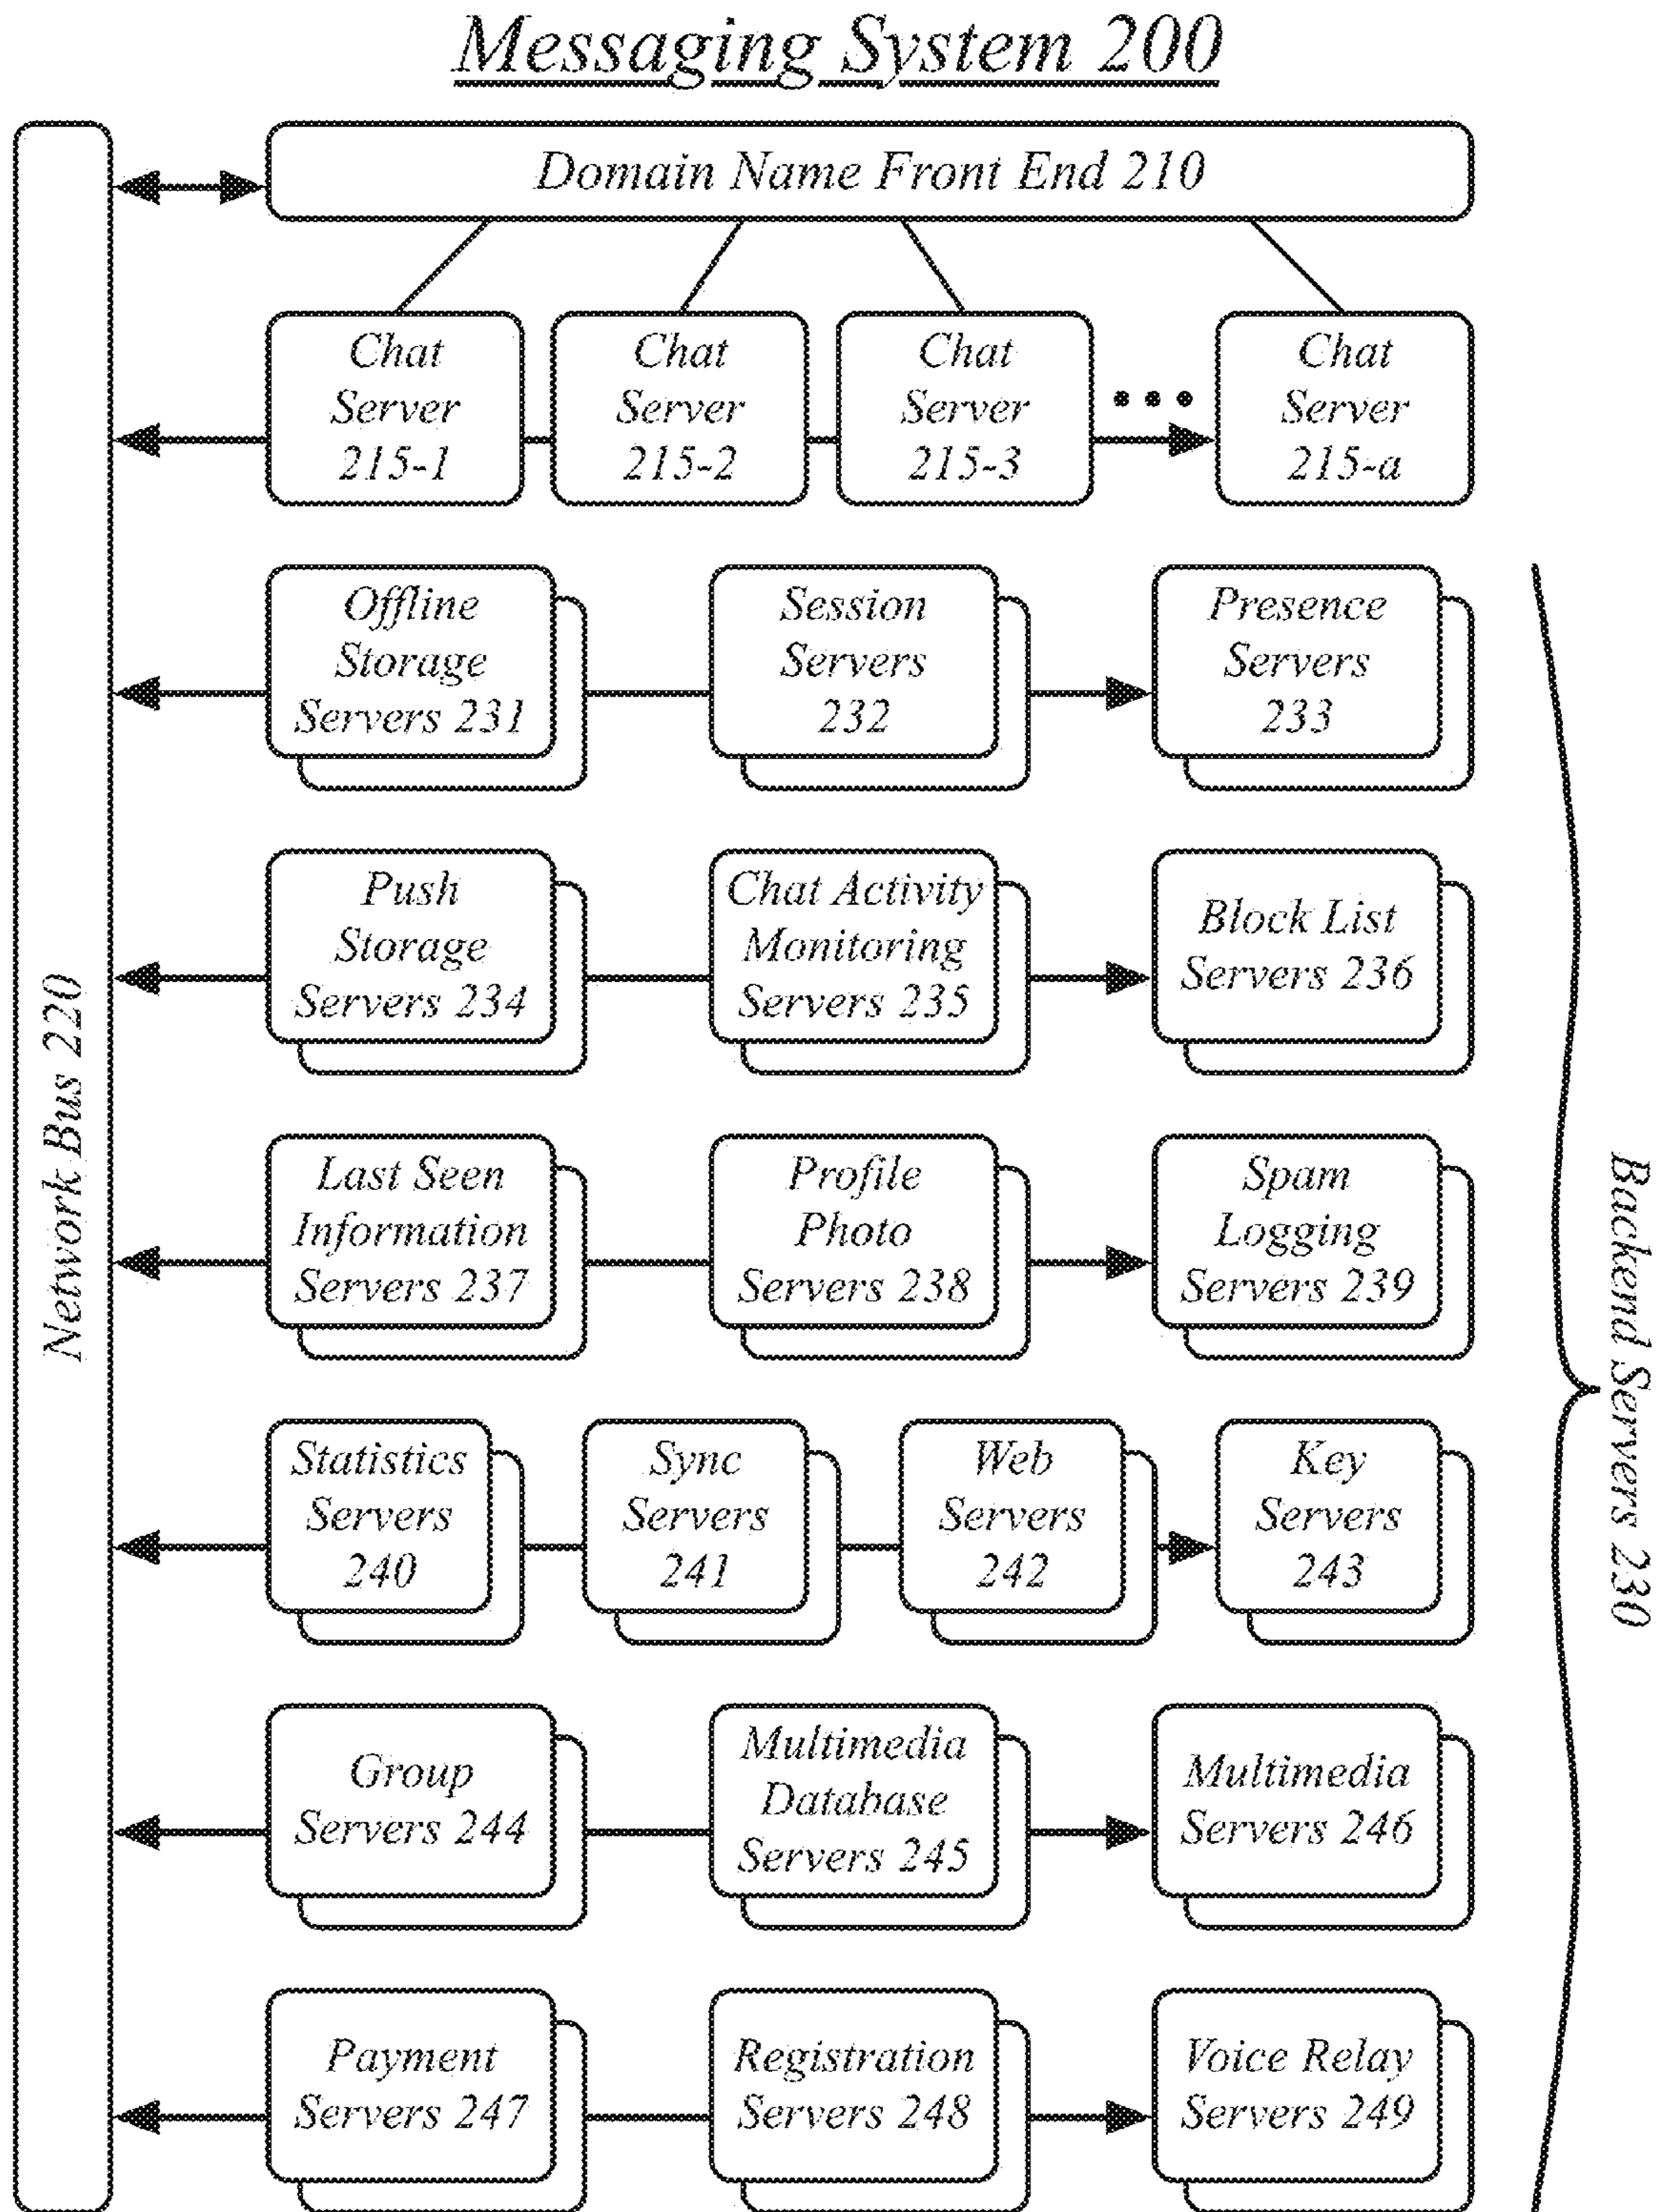 Messaging System 200
Domain Name Front End 210
Chat
Server
215-1
Chat
Server
215-2
Chat
Server
215-3
Chat
Server
215-a
Network Bus 220
Offline
Storage
Servers 231
Session
Servers
232
Presence
Servers
233
Push
Storage
Servers 234
Chat Activity
Monitoring
Servers 235
Block List
Servers 236
Last Seen
Information
Servers 237
Profile
Photo
Servers 238
Spam
Logging
Servers 239
Statistics
Servers
240
Sync
Servers
241
Web
Servers
242
Key
Servers
243
Group
Servers 244
Multimedia
Database
Servers 245
Multimedia
Servers 246
Payment
Servers 247
Registration
Servers 248
Voice Relay
Servers 249
Backend Servers 230